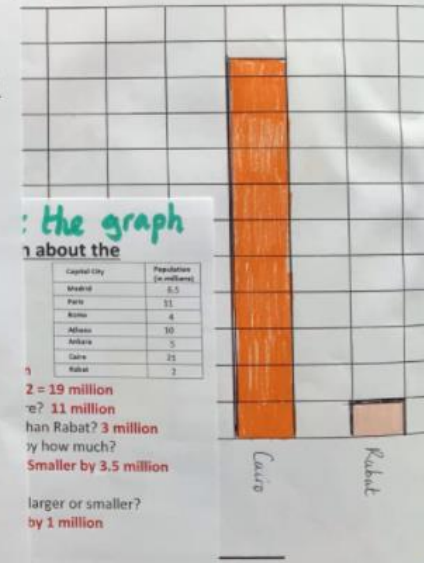 : the graph
n about the
Capital City Population (in millions)
Madrid 6.5
Paris 11
Rome 4
Athens 10
Ankara 5
Cairo 21
Rabat 2
n
2 = 19 million
re? 11 million
han Rabat? 3 million
by how much?
Smaller by 3.5 million
larger or smaller?
by 1 million
Cairo
Rabat